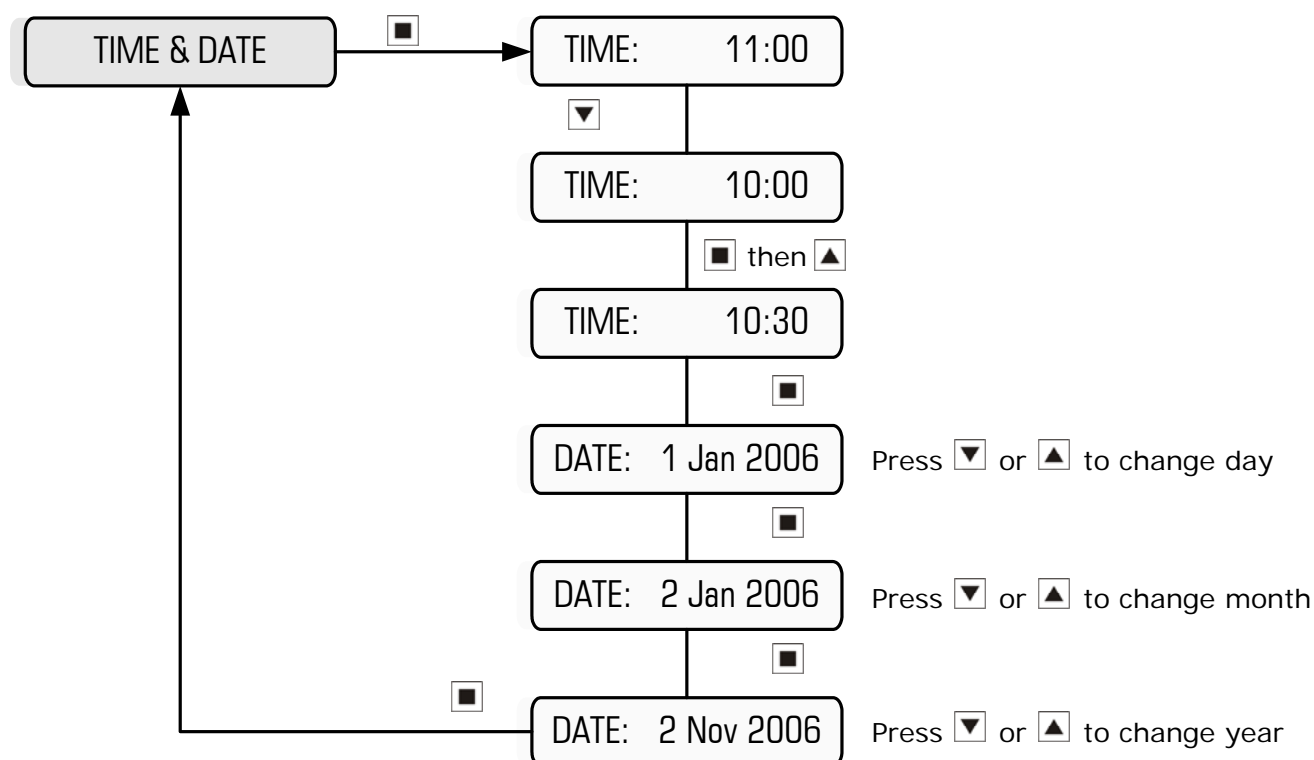 TIME & DATE
TIME: 11:00
TIME: 10:00
then
TIME: 10:30
DATE: 1 Jan 2006 Press or to change day
DATE: 2 Jan 2006 Press or to change month
DATE: 2 Nov 2006 Press or to change year